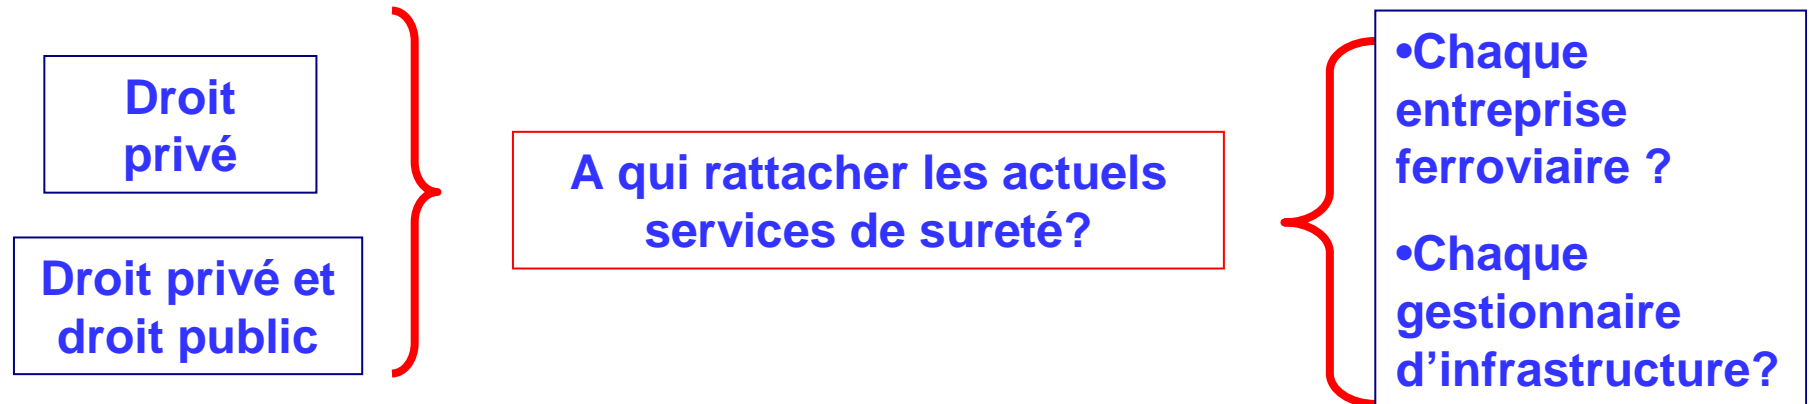 Droit
privé
Droit privé et
droit public
A qui rattacher les actuels
services de sureté?
•Chaque
entreprise
ferroviaire ?
•Chaque
gestionnaire
d’infrastructure?